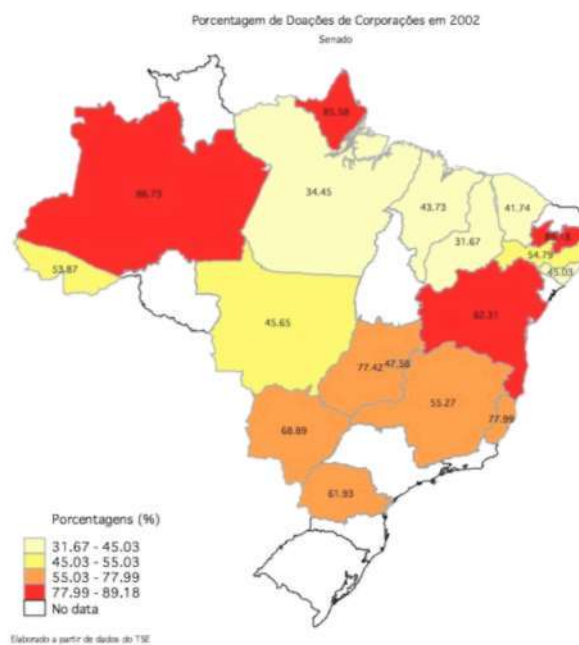 Porcentagem de Doações de Corporações em 2002
Senado
85.58
86.73
34.45
43.73
41.74
31.67
54.79
45.03
53.87
45.65
82.31
77.42
47.58
55.27
77.99
68.89
61.93
Porcentagens (%)
31.67 - 45.03
45.03 - 55.03
55.03 - 77.99
77.99 - 89.18
No data
Elaborado a partir de dados do TSE